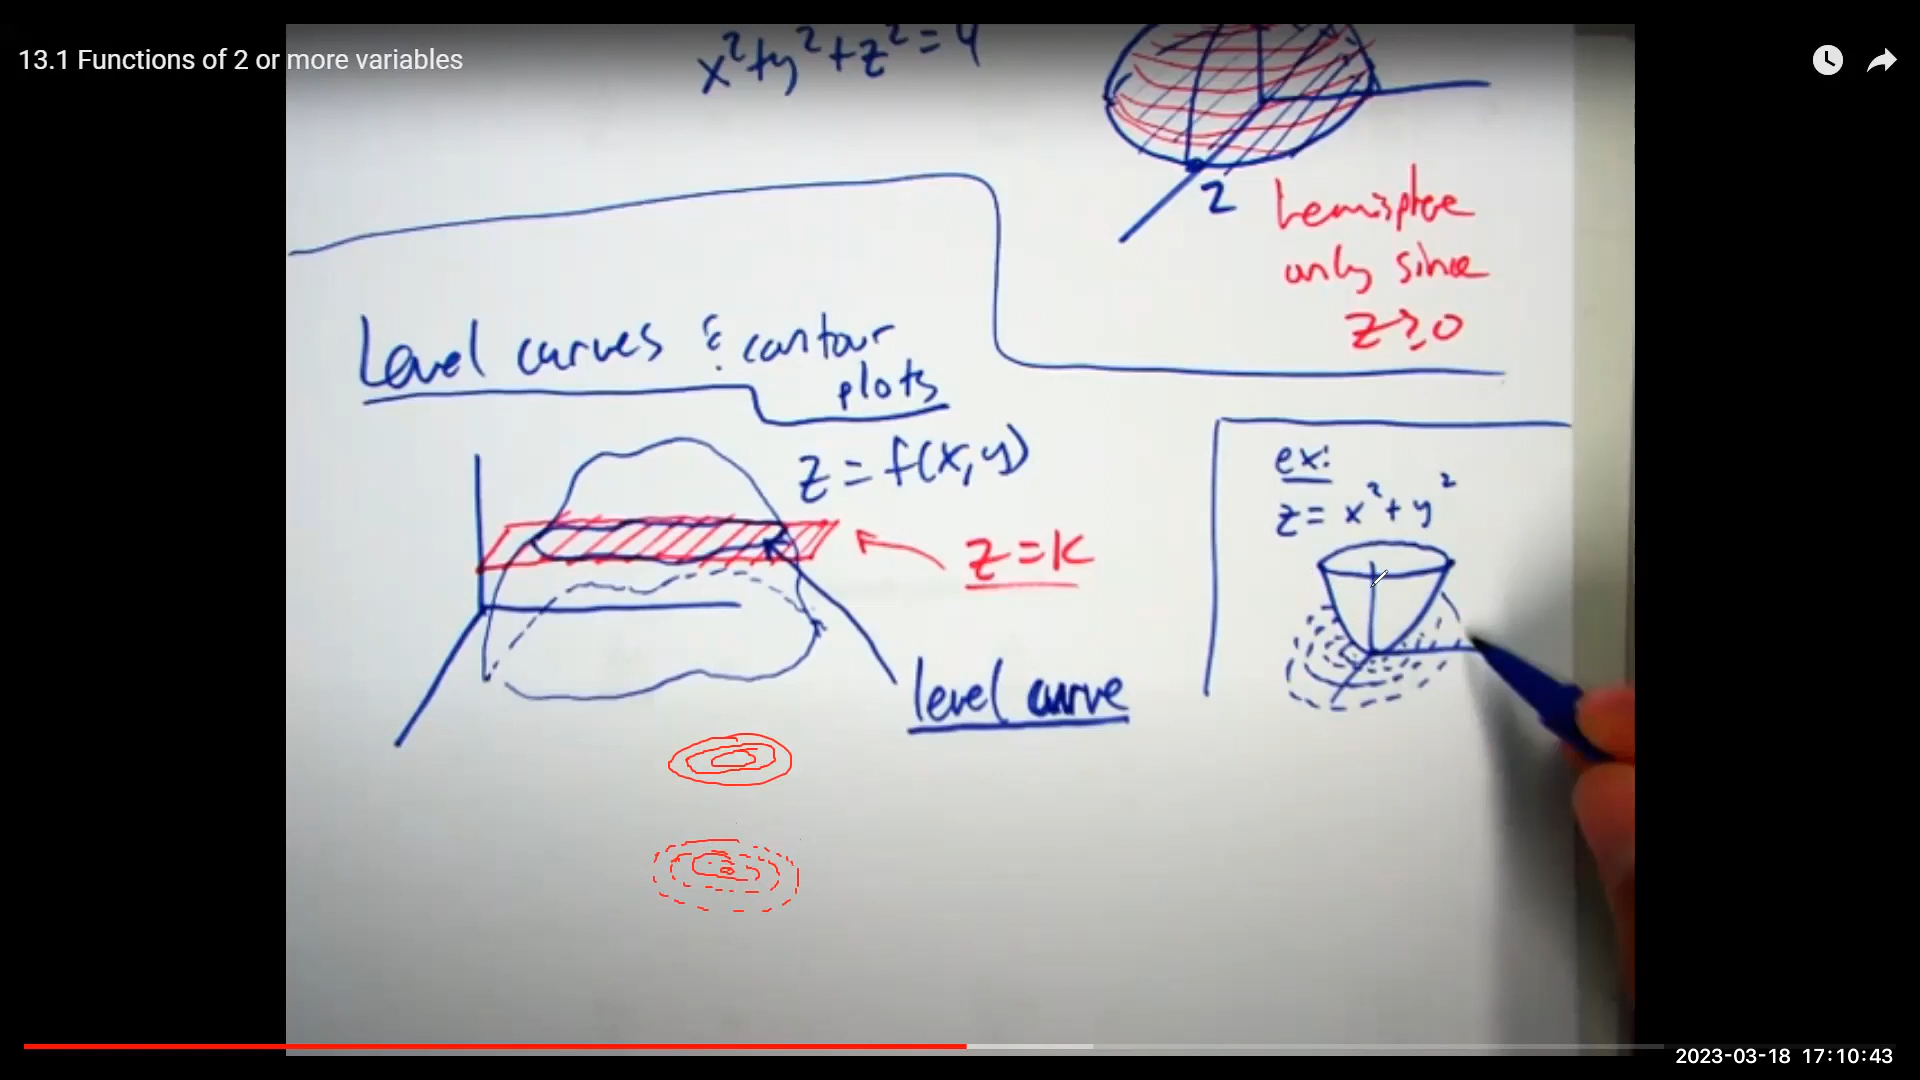 13.1 Functions of 2 or more variables
x²+y²+z²=4
2
hemisphere
only since
z≥0
Level curves & contour
plots
z=f(x,y)
z=k
level curve
ex:
z= x²+y²
2023-03-18 17:10:43